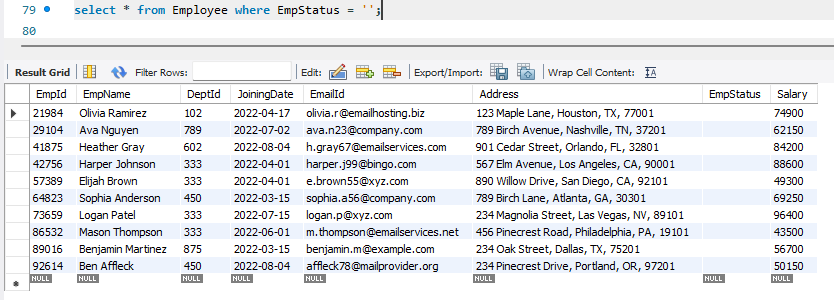 79 select * from Employee where EmpStatus = '';
80
Result Grid Filter Rows: Edit: Export/Import: Wrap Cell Content:
EmpId EmpName DeptId JoiningDate EmailId Address EmpStatus Salary
21984 Olivia Ramirez 102 2022-04-17 olivia.r@emailhosting.biz 123 Maple Lane, Houston, TX, 77001 74900
29104 Ava Nguyen 789 2022-07-02 ava.n23@company.com 789 Birch Avenue, Nashville, TN, 37201 62150
41875 Heather Gray 602 2022-08-04 h.gray67@emailservices.com 901 Cedar Street, Orlando, FL, 32801 84200
42756 Harper Johnson 333 2022-04-01 harper.j99@bingo.com 567 Elm Avenue, Los Angeles, CA, 90001 88600
57389 Elijah Brown 333 2022-04-01 e.brown55@xyz.com 890 Willow Drive, San Diego, CA, 92101 49300
64823 Sophia Anderson 450 2022-03-15 sophia.a56@company.com 789 Birch Lane, Atlanta, GA, 30301 69250
73659 Logan Patel 333 2022-07-15 logan.p@xyz.com 234 Magnolia Street, Las Vegas, NV, 89101 96400
86532 Mason Thompson 333 2022-06-01 m.thompson@emailservices.net 456 Pinecrest Road, Philadelphia, PA, 19101 43500
89016 Benjamin Martinez 875 2022-03-15 benjamin.m@example.com 234 Oak Street, Dallas, TX, 75201 56700
92614 Ben Affleck 450 2022-08-04 affleck78@mailprovider.org 234 Pinecrest Drive, Portland, OR, 97201 50150
NULL NULL NULL NULL NULL NULL NULL NULL